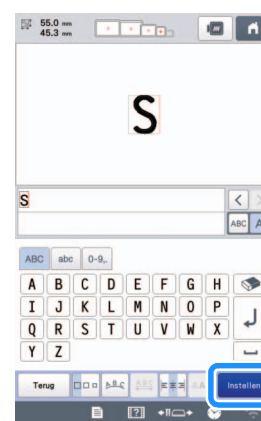 55.0 mm
45.3 mm
S
S
ABC
ABC abc 0-9,.
A B C D E F G H
I J K L M N O P
Q R S T U V W X
Y Z
Terug
Instellen